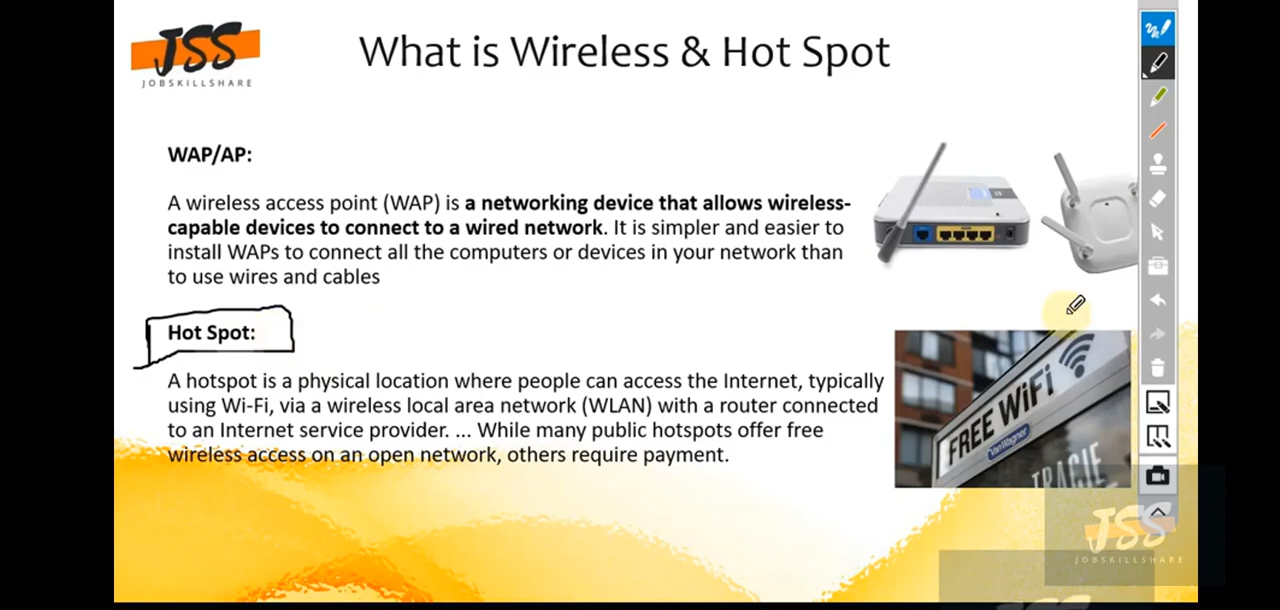 JSS
JOBSKILLSHARE
What is Wireless & Hot Spot
WAP/AP:
A wireless access point (WAP) is a networking device that allows wireless-
capable devices to connect to a wired network. It is simpler and easier to
install WAPs to connect all the computers or devices in your network than
to use wires and cables
Hot Spot:
A hotspot is a physical location where people can access the Internet, typically
using Wi-Fi, via a wireless local area network (WLAN) with a router connected
to an Internet service provider. ... While many public hotspots offer free
wireless access on an open network, others require payment.
FREE WiFi
VanWagner
JSS
JOBSKILLSHARE